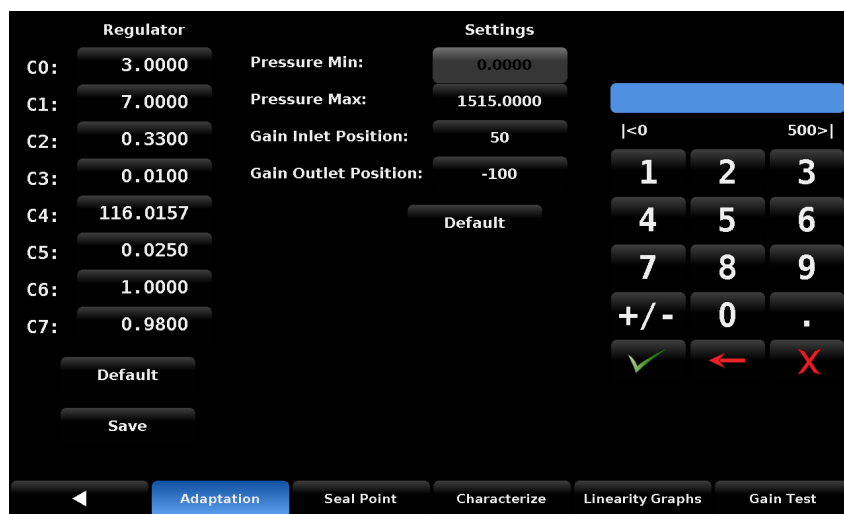 Regulator
Settings
C0: 3.0000
Pressure Min: 0.0000
C1: 7.0000
Pressure Max: 1515.0000
C2: 0.3300
Gain Inlet Position: 50
|<0 500>|
C3: 0.0100
Gain Outlet Position: -100
1 2 3
C4: 116.0157
Default
4 5 6
C5: 0.0250
7 8 9
C6: 1.0000
C7: 0.9800
+/- 0 .
Default
X
Save
Adaptation
Seal Point
Characterize
Linearity Graphs
Gain Test